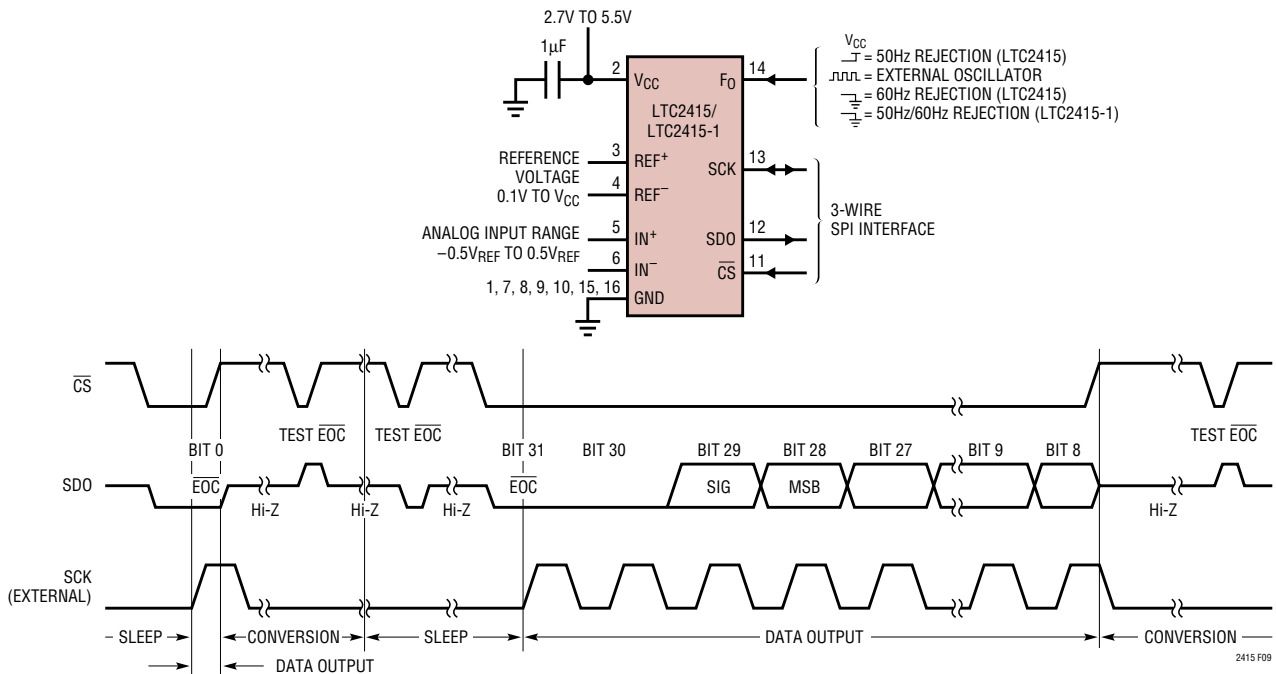 2.7V TO 5.5V
1µF
2
VCC
LTC2415/
LTC2415-1
FO
14
VCC
= 50Hz REJECTION (LTC2415)
= EXTERNAL OSCILLATOR
= 60Hz REJECTION (LTC2415)
= 50Hz/60Hz REJECTION (LTC2415-1)
REFERENCE
VOLTAGE
0.1V TO VCC
3
REF+
4
REF−
SCK
13
ANALOG INPUT RANGE
−0.5VREF TO 0.5VREF
5
IN+
6
IN−
SDO
12
CS
11
3-WIRE
SPI INTERFACE
1, 7, 8, 9, 10, 15, 16
GND
CS
TEST EOC
TEST EOC
TEST EOC
BIT 0
BIT 31
BIT 30
BIT 29
BIT 28
BIT 27
BIT 9
BIT 8
SDO
EOC
EOC
SIG
MSB
Hi-Z
Hi-Z
Hi-Z
Hi-Z
SCK
(EXTERNAL)
SLEEP
CONVERSION
SLEEP
DATA OUTPUT
CONVERSION
DATA OUTPUT
2415 F09